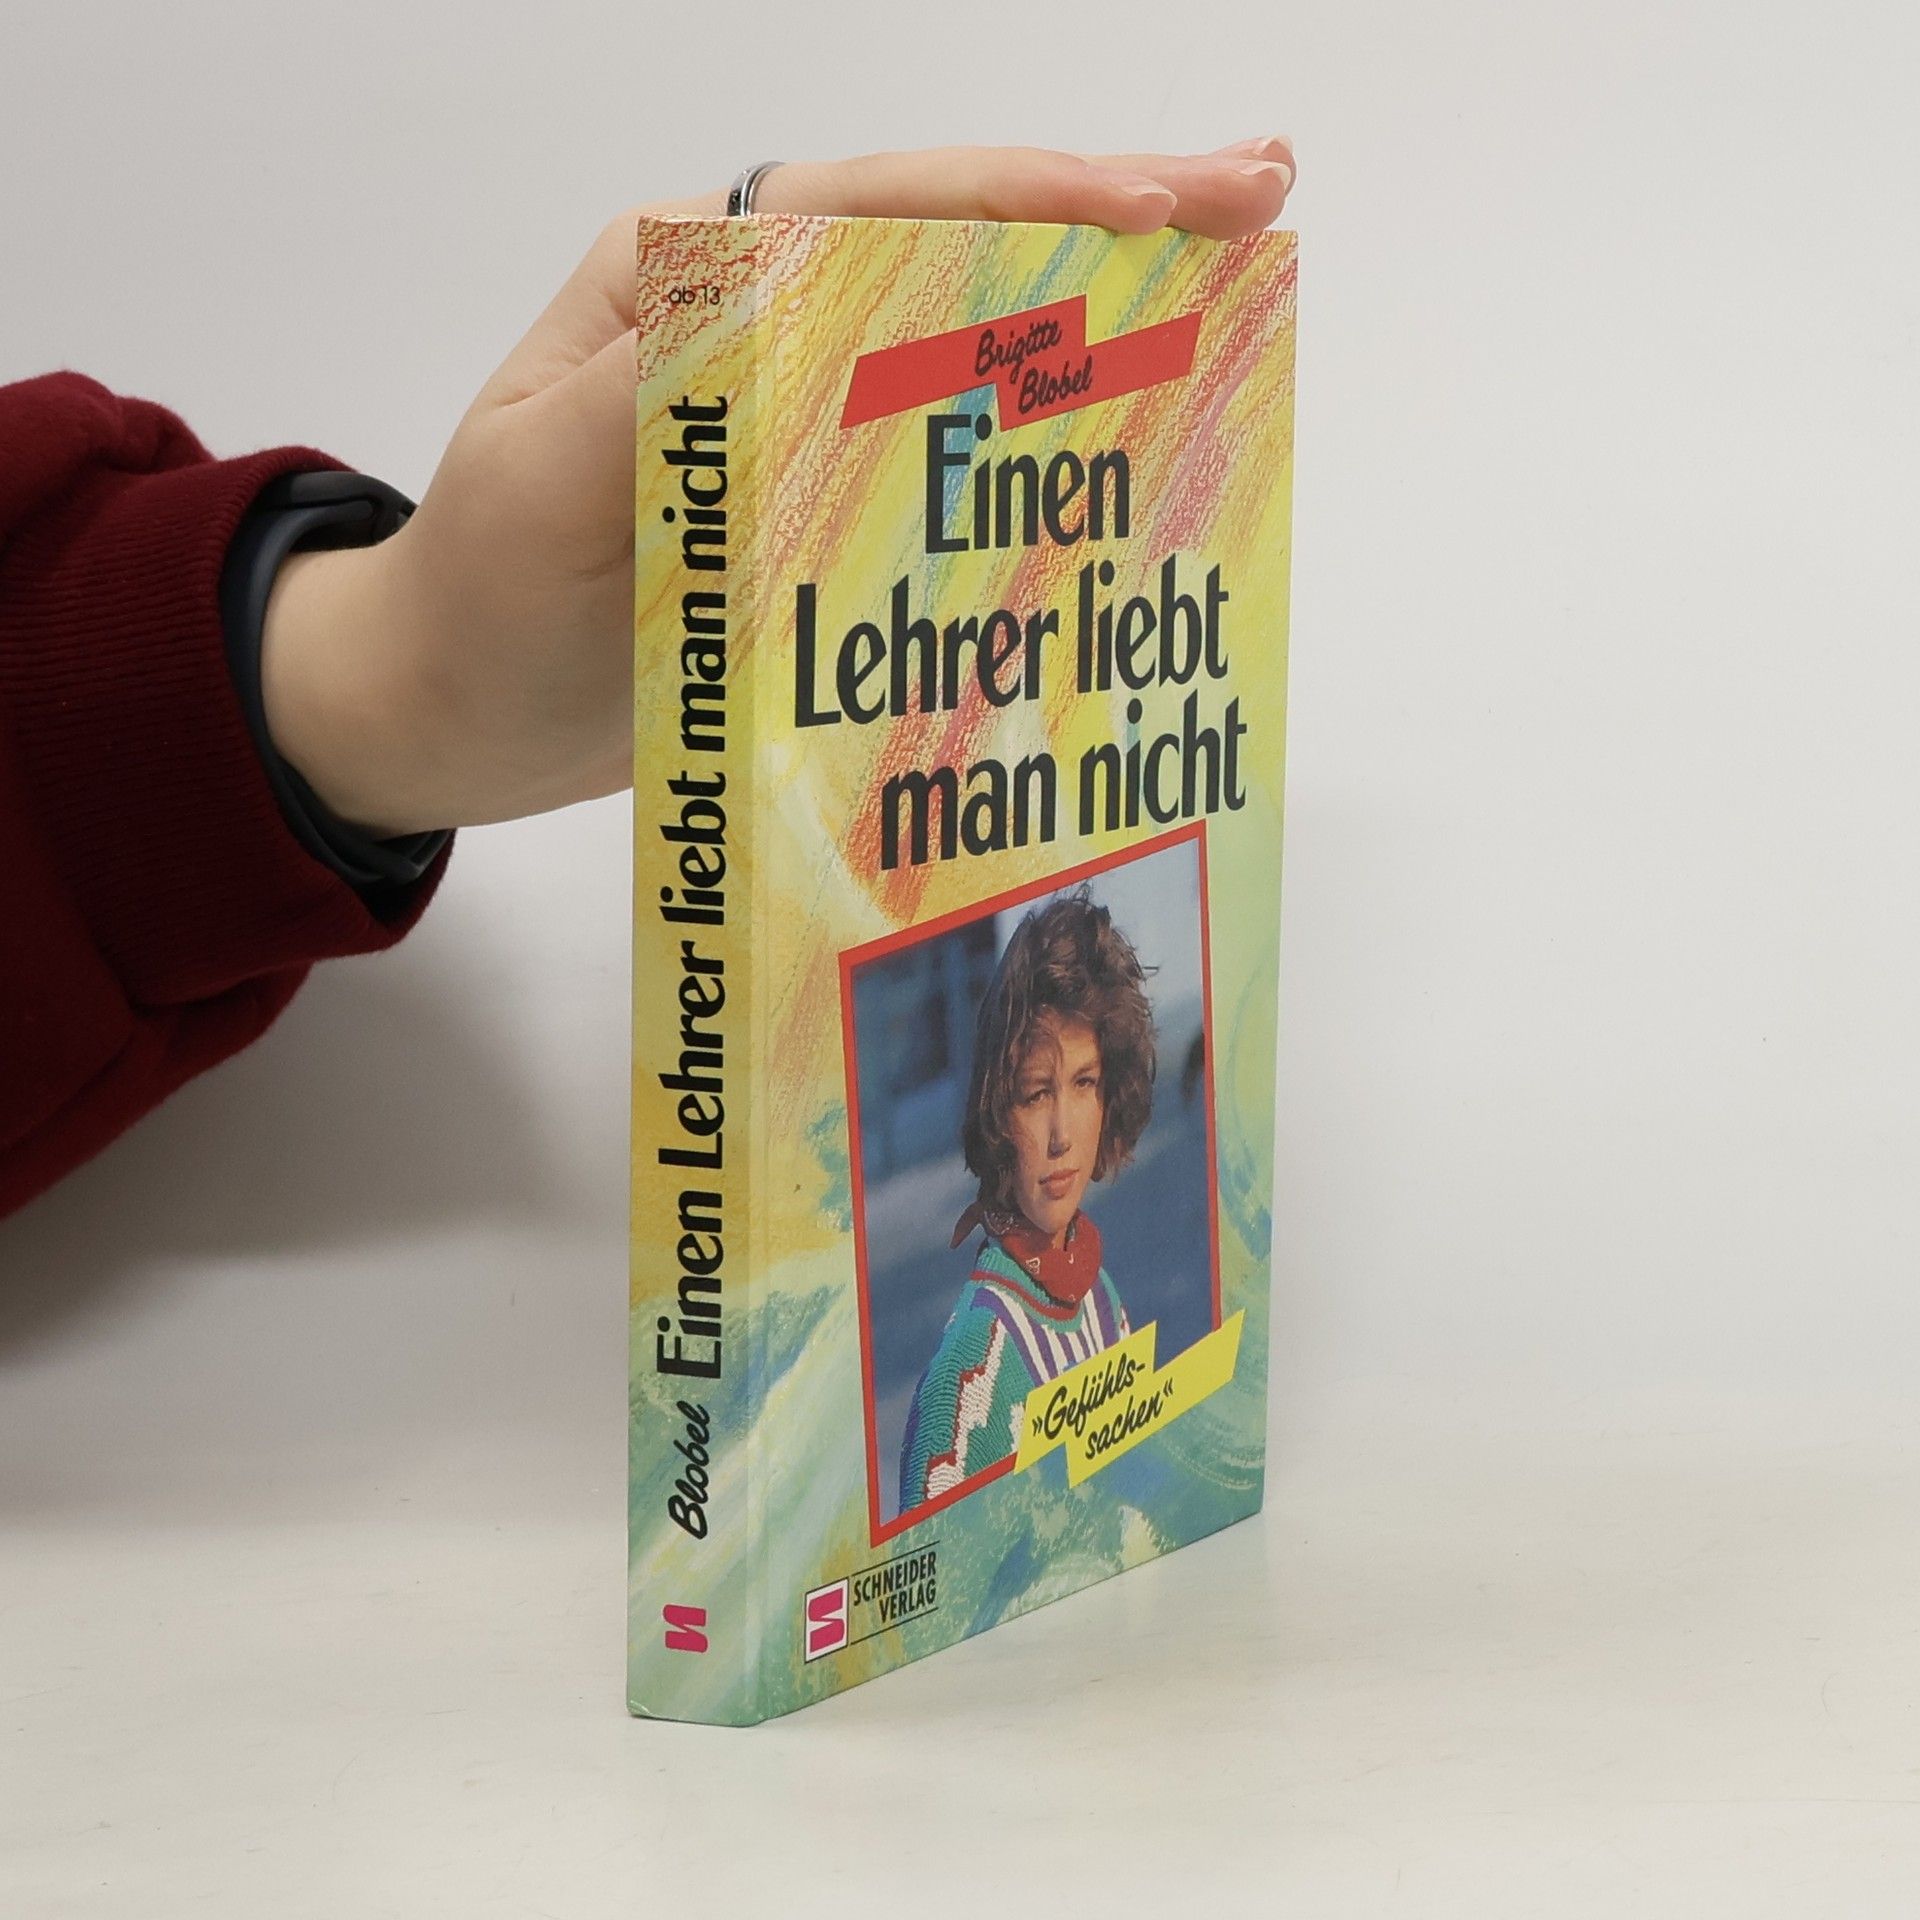 ab 13
Blobel Einen Lehrer liebt man nicht
Brigitte
Blobel
Einen
Lehrer liebt
man nicht
»Gefühls-
sachen«
SCHNEIDER
VERLAG